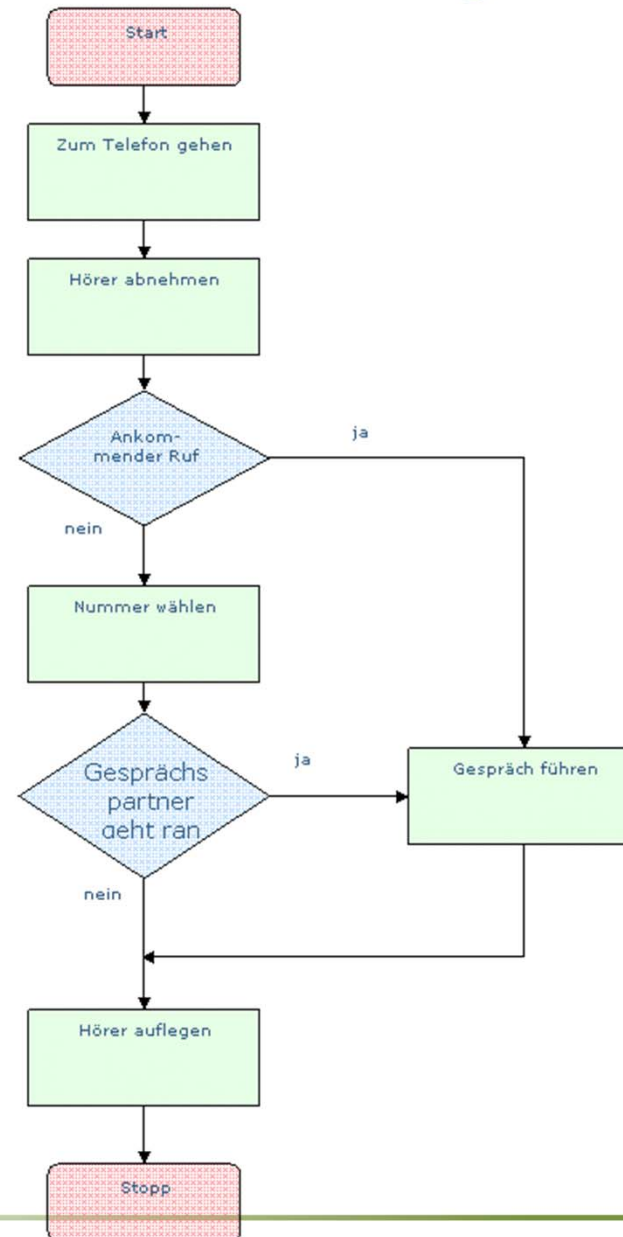 Start
Zum Telefon gehen
Hörer abnehmen
Ankom-
mender Ruf
ja
nein
Nummer wählen
Gesprächs
partner
geht ran
ja
Gespräch führen
nein
Hörer auflegen
Stopp